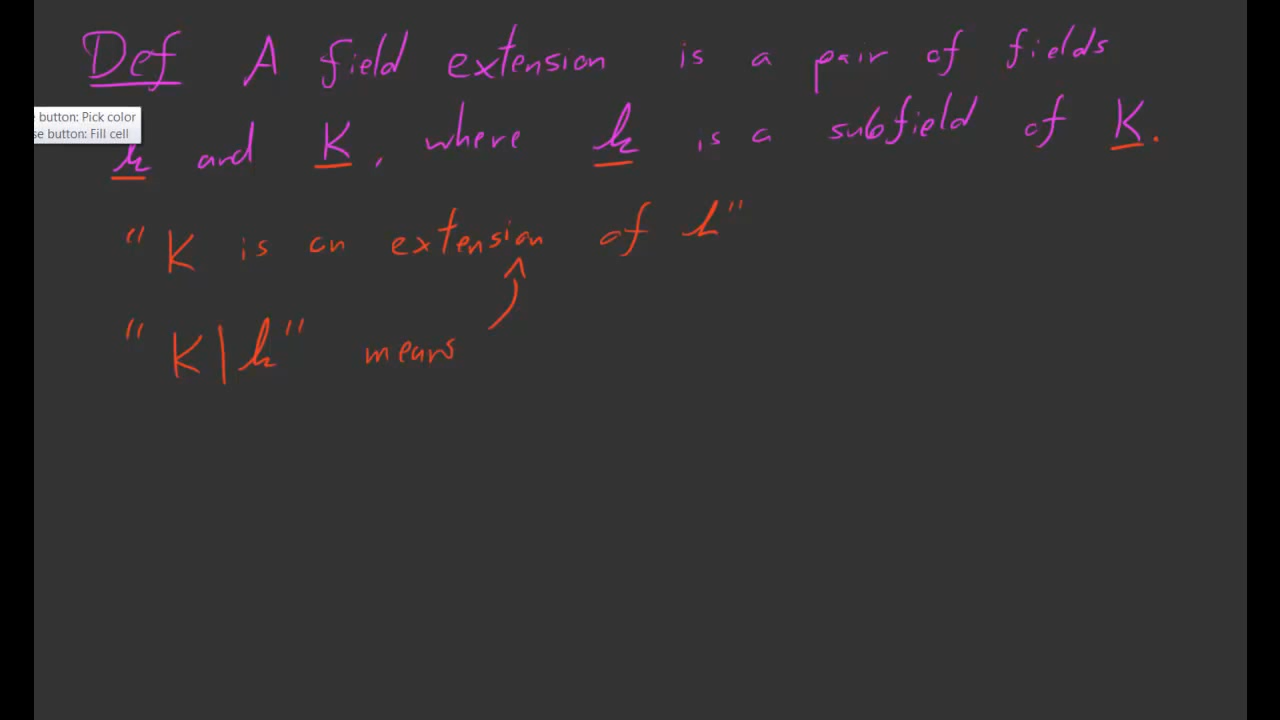 Def A field extension is a pair of fields
e button: Pick color
se button: Fill cell
k and K, where k is a subfield of K.
"K is an extension of k"
"K|k" means